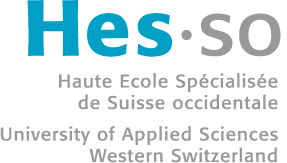 Hes·so
Haute Ecole Spécialisée
de Suisse occidentale
University of Applied Sciences
Western Switzerland